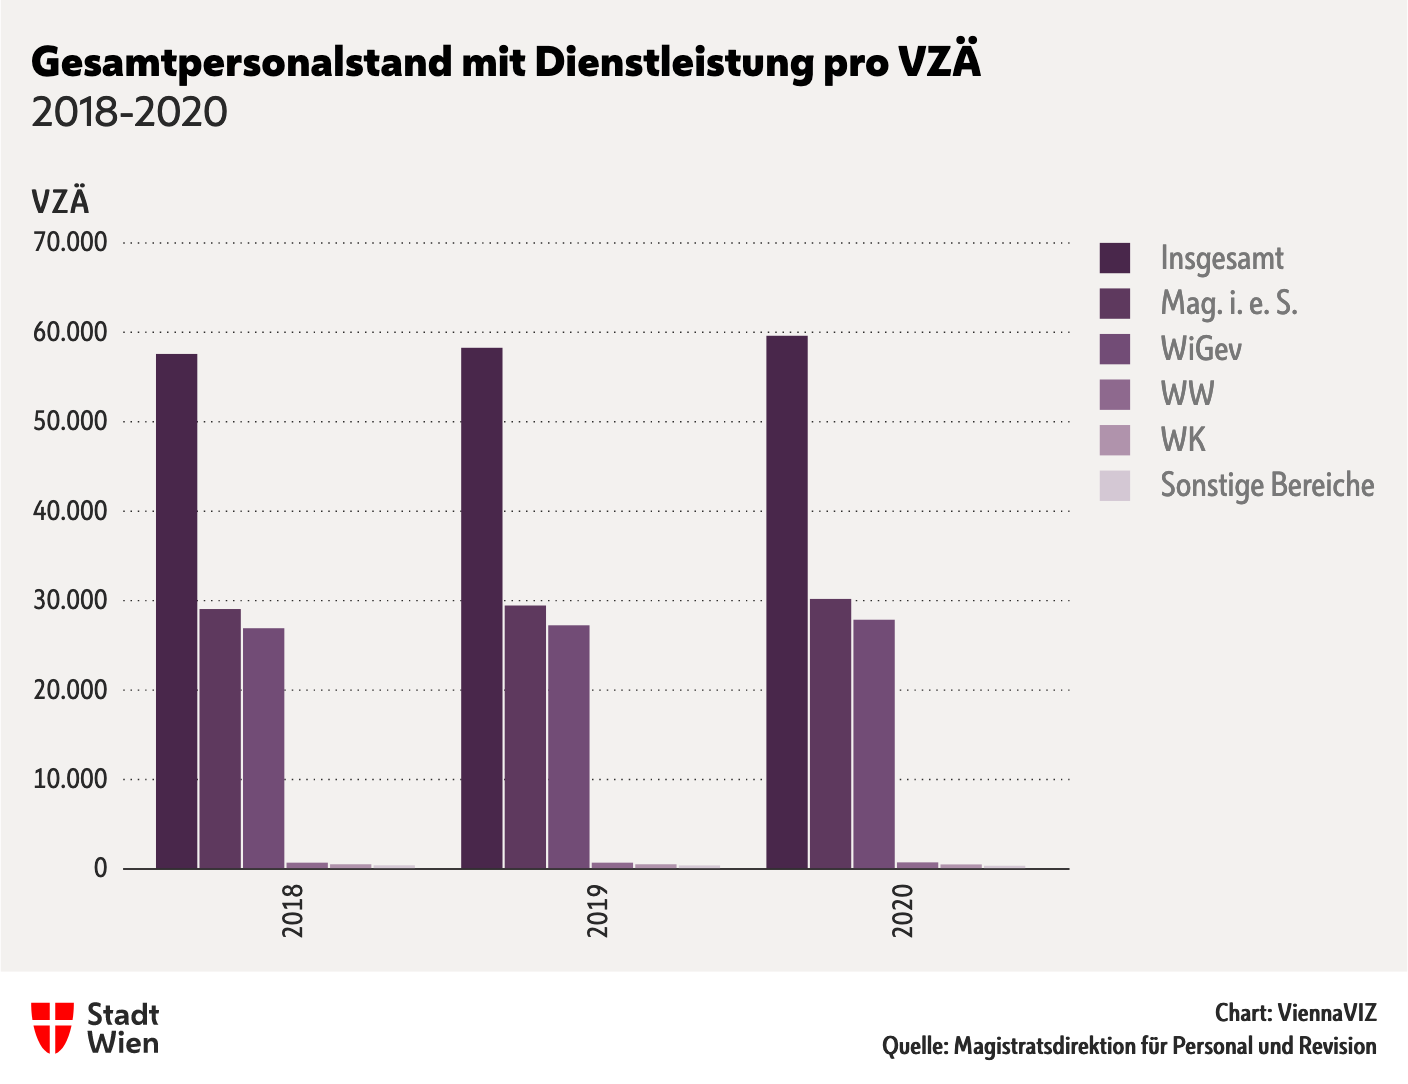 Gesamtpersonalstand mit Dienstleistung pro VZÄ
2018-2020
VZÄ
70.000
60.000
50.000
40.000
30.000
20.000
10.000
0
2018
2019
2020
Insgesamt
Mag. i. e. S.
WiGev
WW
WK
Sonstige Bereiche
Stadt
Wien
Chart: ViennaVIZ
Quelle: Magistratsdirektion für Personal und Revision